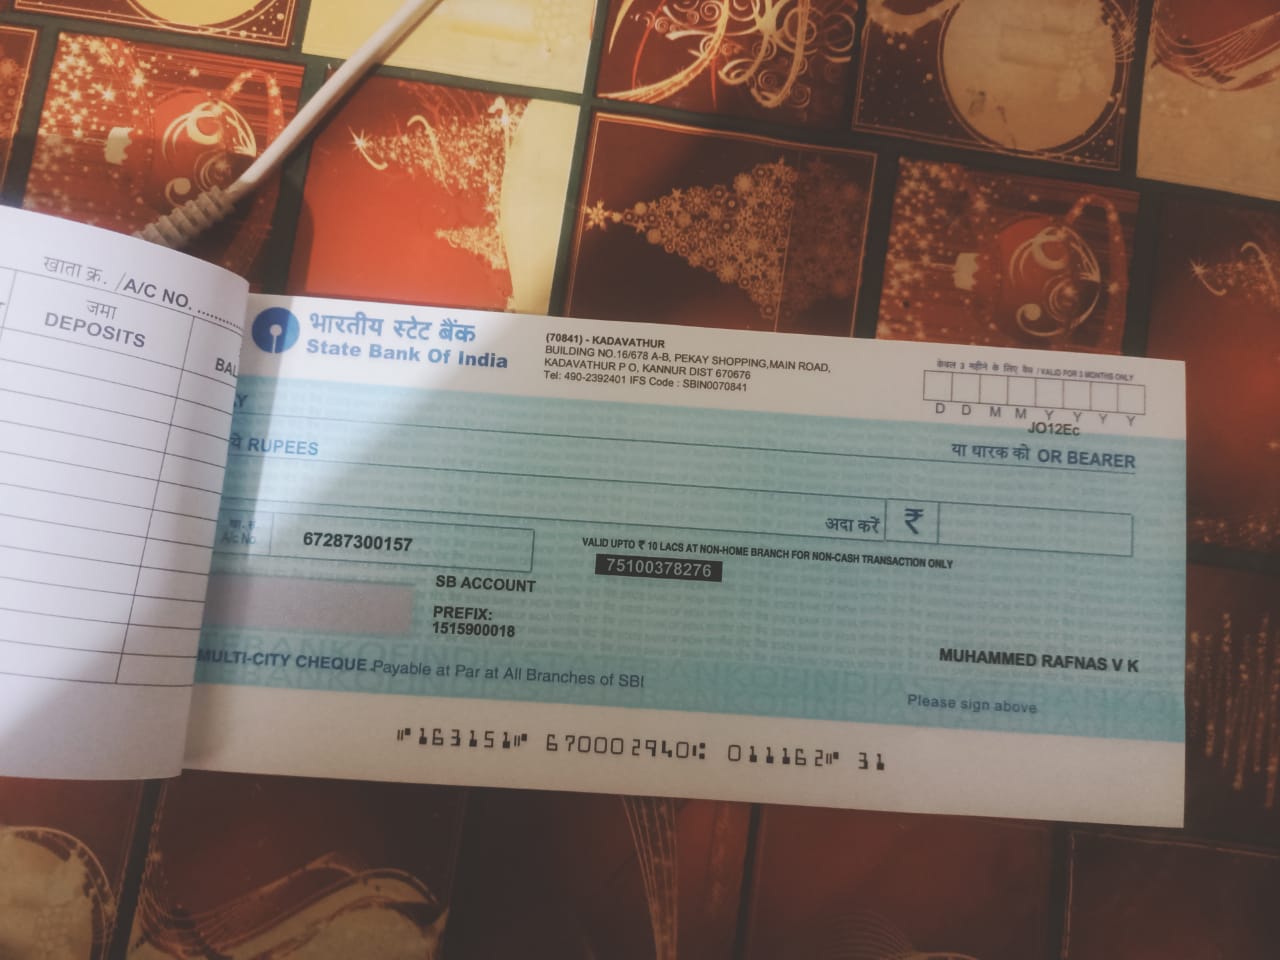 खाता क्र. /A/C NO. ............
जमा
DEPOSITS
BAL
भारतीय स्टेट बैंक
State Bank Of India
(70841) - KADAVATHUR
BUILDING NO.16/678 A-B, PEKAY SHOPPING,MAIN ROAD,
KADAVATHUR P O, KANNUR DIST 670676
Tel: 490-2392401 IFS Code : SBIN0070841
केवल 3 महीने के लिए वैध / VALID FOR 3 MONTHS ONLY
D D M M Y Y Y Y
JO12Ec
या धारक को OR BEARER
RUPEES
अदा करें ₹
खा. सं.
A/c No.
67287300157
VALID UPTO ₹ 10 LACS AT NON-HOME BRANCH FOR NON-CASH TRANSACTION ONLY
75100378276
SB ACCOUNT
PREFIX:
1515900018
MUHAMMED RAFNAS V K
MULTI-CITY CHEQUE Payable at Par at All Branches of SBI
Please sign above
⑈163151⑈ 670002940⑆ 011162⑈ 31